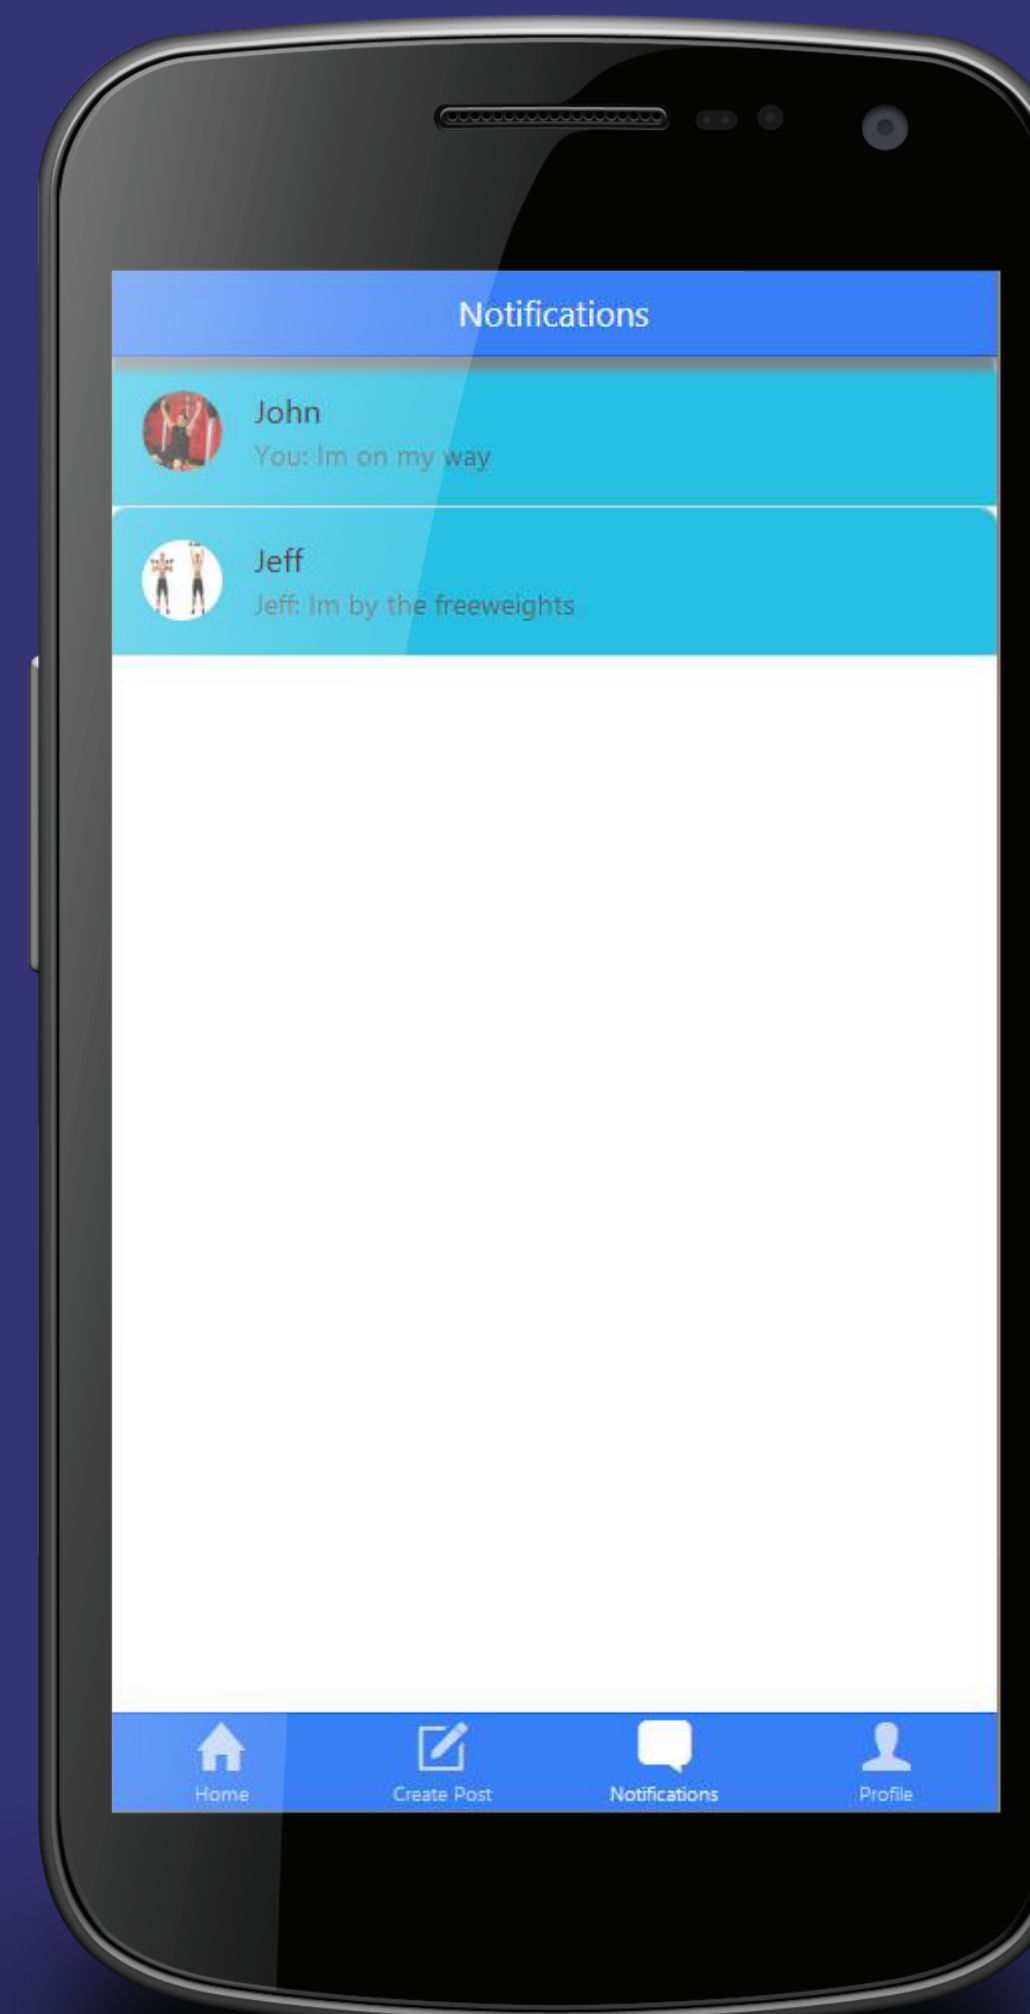 Notifications
John
You: Im on my way
Jeff
Jeff: Im by the freeweights
Home
Create Post
Notifications
Profile